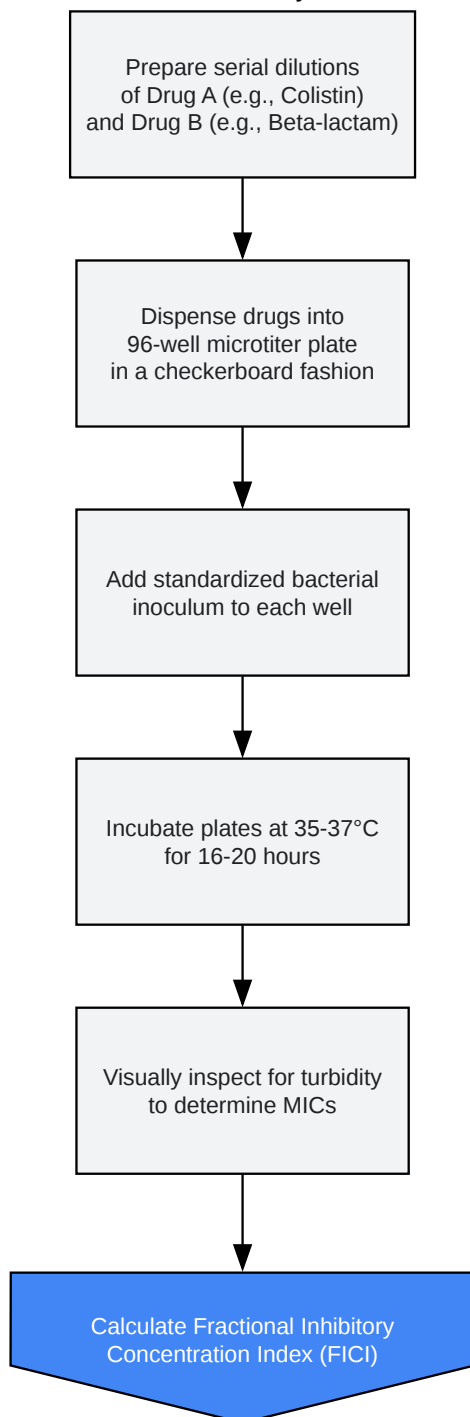 Prepare serial dilutions
of Drug A (e.g., Colistin)
and Drug B (e.g., Beta-lactam)
Dispense drugs into
96-well microtiter plate
in a checkerboard fashion
Add standardized bacterial
inoculum to each well
Incubate plates at 35-37°C
for 16-20 hours
Visually inspect for turbidity
to determine MICs
Calculate Fractional Inhibitory
Concentration Index (FICI)